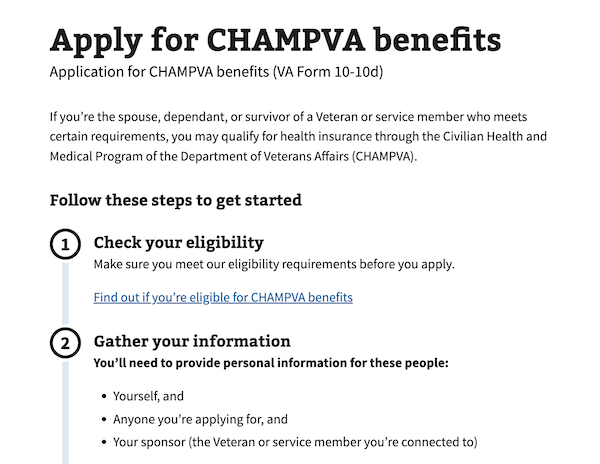 Apply for CHAMPVA benefits
Application for CHAMPVA benefits (VA Form 10-10d)
If you're the spouse, dependant, or survivor of a Veteran or service member who meets
certain requirements, you may qualify for health insurance through the Civilian Health and
Medical Program of the Department of Veterans Affairs (CHAMPVA).
Follow these steps to get started
1 Check your eligibility
Make sure you meet our eligibility requirements before you apply.
Find out if you're eligible for CHAMPVA benefits
2 Gather your information
You'll need to provide personal information for these people:
• Yourself, and
• Anyone you're applying for, and
• Your sponsor (the Veteran or service member you're connected to)